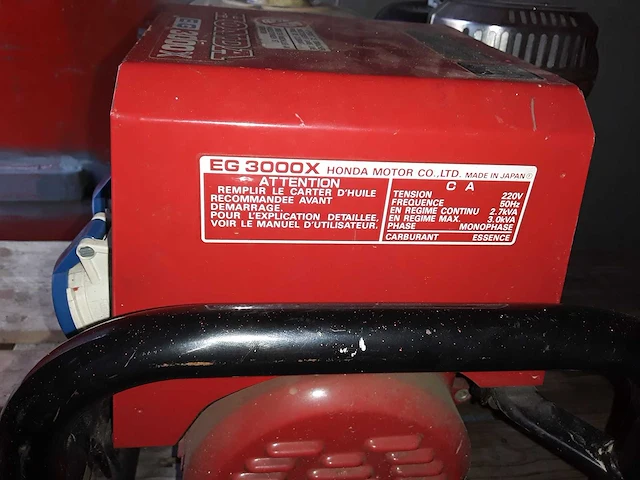 EG 3000X
EG 3000X HONDA MOTOR CO.,LTD. MADE IN JAPAN
ATTENTION
REMPLIR LE CARTER D'HUILE
RECOMMANDEE AVANT
DEMARRAGE.
POUR L'EXPLICATION DETAILLEE,
VOIR LE MANUEL D'UTILISATEUR.
C A
TENSION 220V
FREQUENCE 50Hz
EN REGIME CONTINU 2.7kVA
EN REGIME MAX. 3.0kVA
PHASE MONOPHASE
CARBURANT ESSENCE